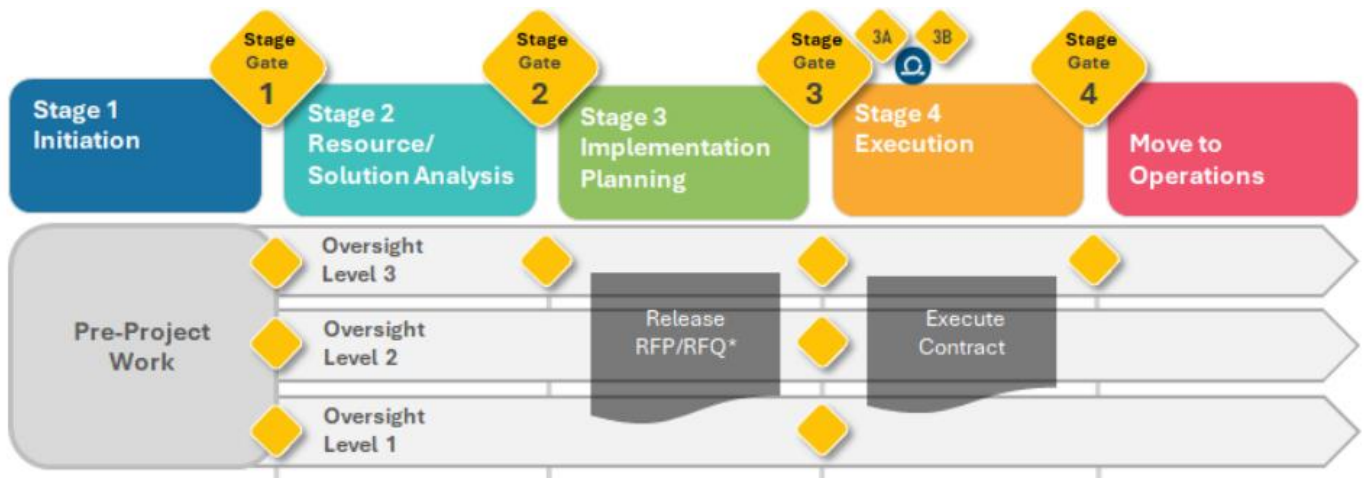 Stage
Gate
1
Stage
Gate
2
Stage
Gate
3
3A
3B
Stage
Gate
4
Stage 1
Initiation
Stage 2
Resource/
Solution Analysis
Stage 3
Implementation
Planning
Stage 4
Execution
Move to
Operations
Pre-Project
Work
Oversight
Level 3
Oversight
Level 2
Oversight
Level 1
Release
RFP/RFQ*
Execute
Contract